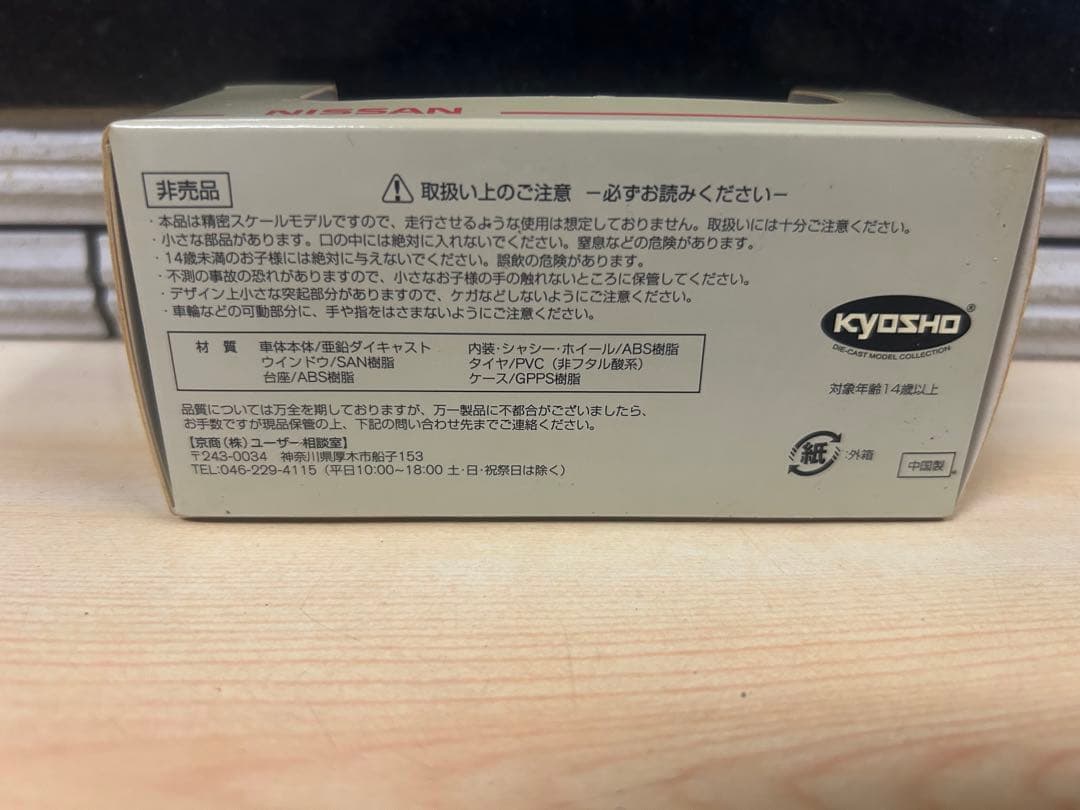 NISSAN
非売品
⚠取扱い上のご注意 －必ずお読みください－
・本品は精密スケールモデルですので、走行させるような使用は想定しておりません。取扱いには十分ご注意ください。
・小さな部品があります。口の中には絶対に入れないでください。窒息などの危険があります。
・14歳未満のお子様には絶対に与えないでください。誤飲の危険があります。
・不測の事故の恐れがありますので、小さなお子様の手の触れないところに保管してください。
・デザイン上小さな突起部分がありますので、ケガなどしないようにご注意ください。
・車輪などの可動部分に、手や指をはさまないようにご注意ください。
材 質 車体本体/亜鉛ダイキャスト 内装・シャシー・ホイール/ABS樹脂
ウインドウ/SAN樹脂 タイヤ/PVC（非フタル酸系）
台座/ABS樹脂 ケース/GPPS樹脂
KYOSHO®
DIE-CAST MODEL COLLECTION
対象年齢14歳以上
品質については万全を期しておりますが、万一製品に不都合がございましたら、
お手数ですが現品保管の上、下記の問い合わせ先までご連絡ください。
【京商（株）ユーザー相談室】
〒243-0034 神奈川県厚木市船子153
TEL:046-229-4115（平日10:00~18:00 土・日・祝祭日は除く）
紙:外箱
中国製